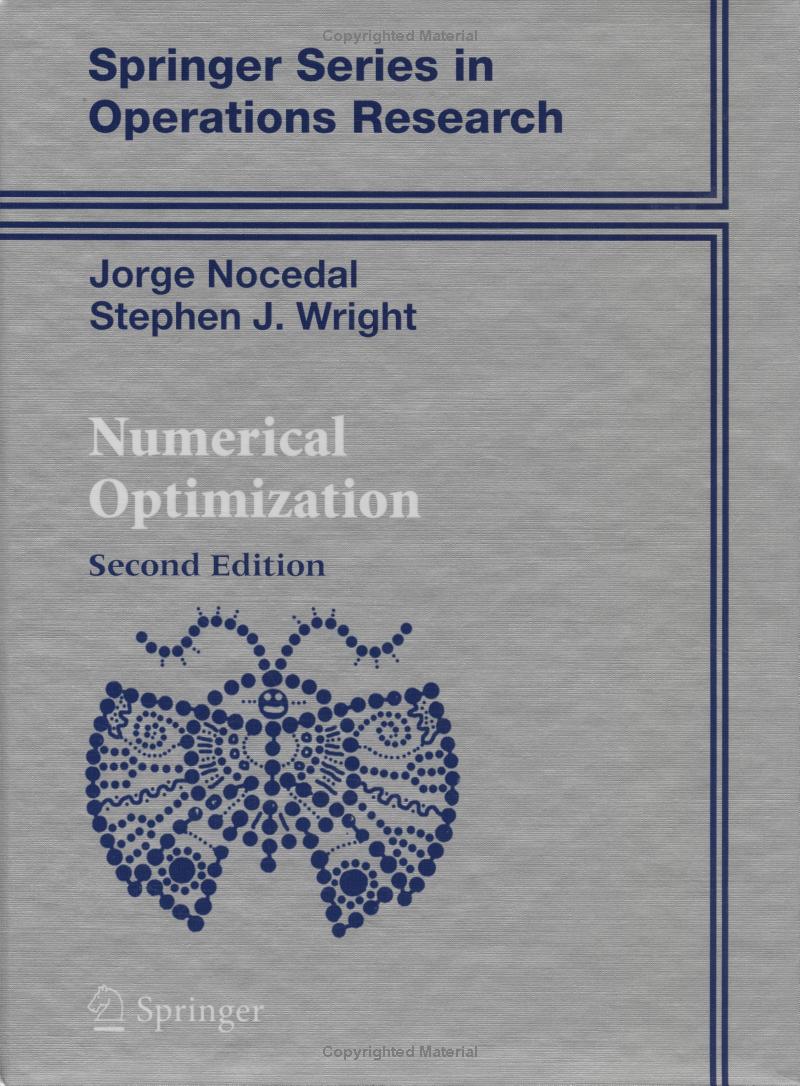 Copyrighted Material
Springer Series in
Operations Research
Jorge Nocedal
Stephen J. Wright
Numerical
Optimization
Second Edition
Springer
Copyrighted Material